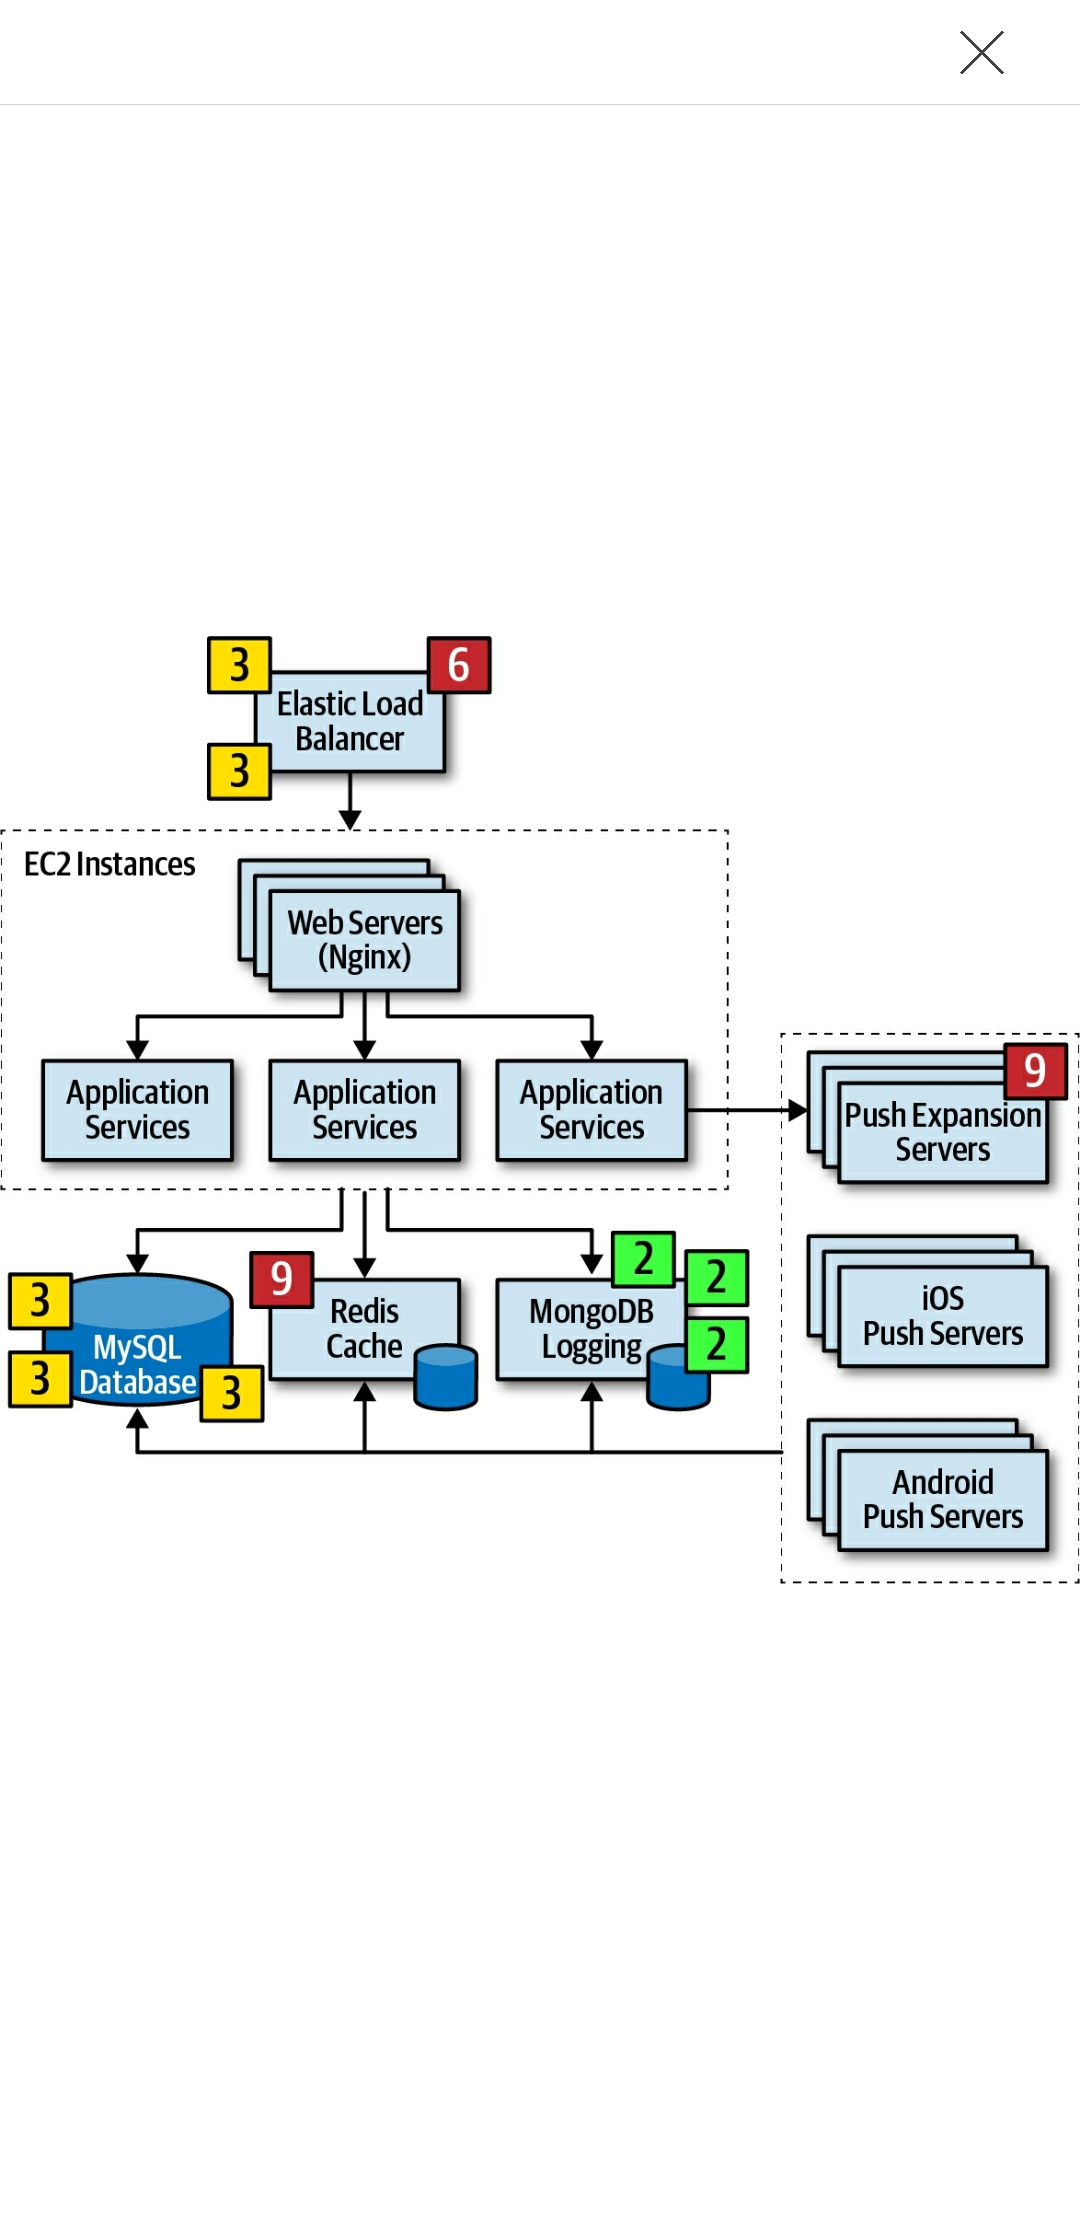 3
6
Elastic Load
Balancer
3
EC2 Instances
Web Servers
(Nginx)
Application
Services
Application
Services
Application
Services
9
Push Expansion
Servers
3
3
MySQL
Database
3
9
Redis
Cache
2
2
MongoDB
Logging
2
iOS
Push Servers
Android
Push Servers